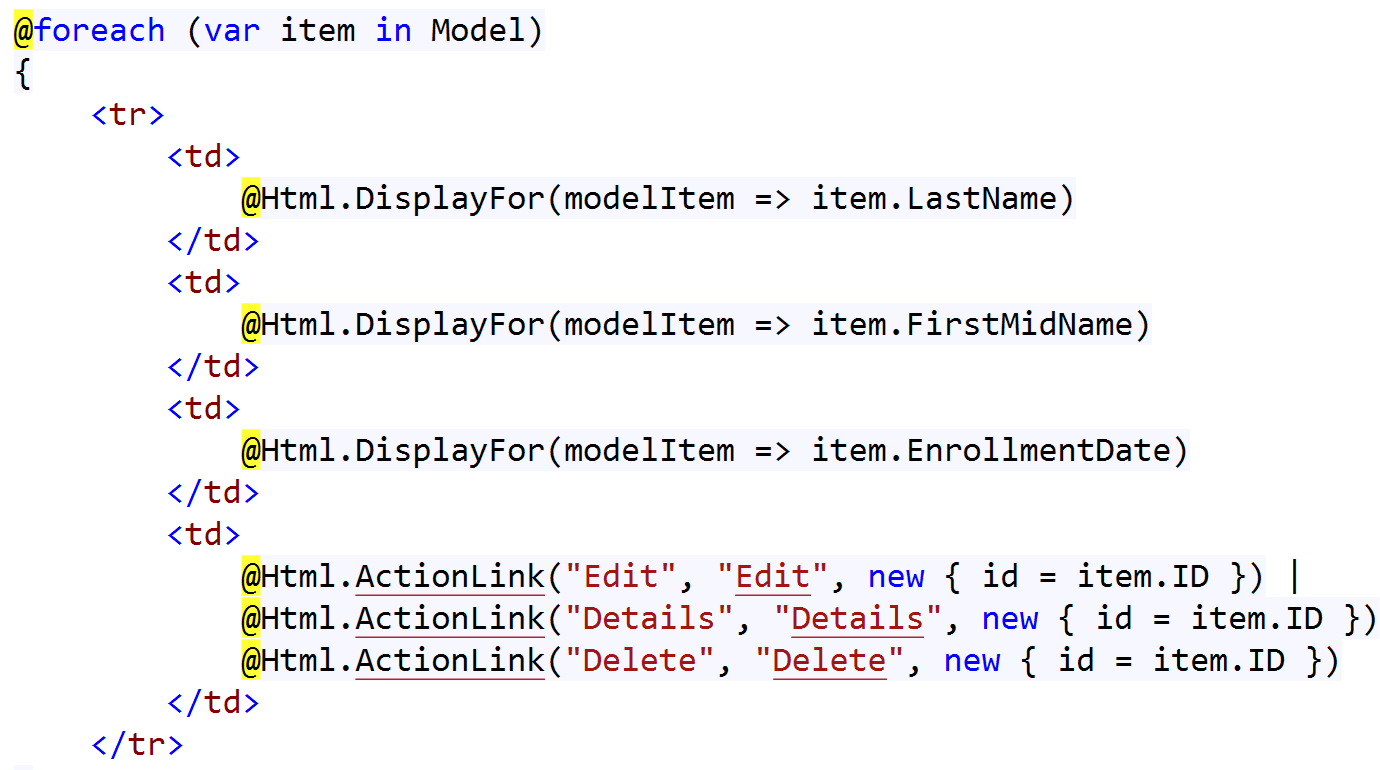 @foreach (var item in Model)
{
    <tr>
        <td>
            @Html.DisplayFor(modelItem => item.LastName)
        </td>
        <td>
            @Html.DisplayFor(modelItem => item.FirstMidName)
        </td>
        <td>
            @Html.DisplayFor(modelItem => item.EnrollmentDate)
        </td>
        <td>
            @Html.ActionLink("Edit", "Edit", new { id = item.ID }) |
            @Html.ActionLink("Details", "Details", new { id = item.ID })
            @Html.ActionLink("Delete", "Delete", new { id = item.ID })
        </td>
    </tr>